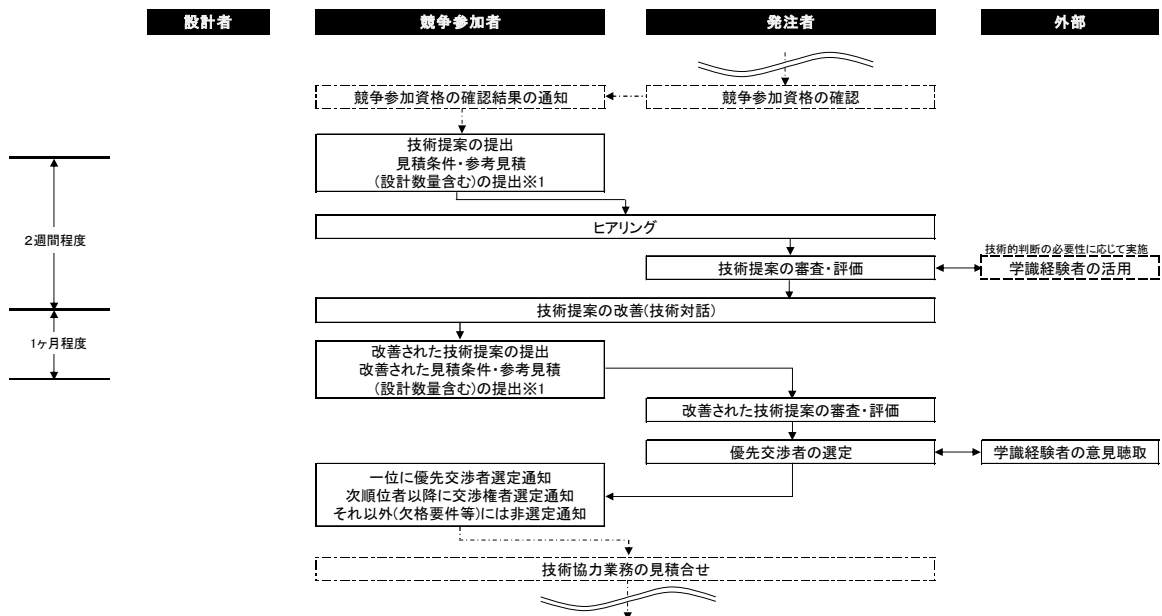 設計者
競争参加者
発注者
外部
競争参加資格の確認結果の通知
競争参加資格の確認
技術提案の提出
見積条件・参考見積
(設計数量含む)の提出※1
2週間程度
ヒアリング
技術的判断の必要性に応じて実施
技術提案の審査・評価
学識経験者の活用
技術提案の改善(技術対話)
1ヶ月程度
改善された技術提案の提出
改善された見積条件・参考見積
(設計数量含む)の提出※1
改善された技術提案の審査・評価
優先交渉者の選定
学識経験者の意見聴取
一位に優先交渉者選定通知
次順位者以降に交渉権者選定通知
それ以外(欠格要件等)には非選定通知
技術協力業務の見積合せ